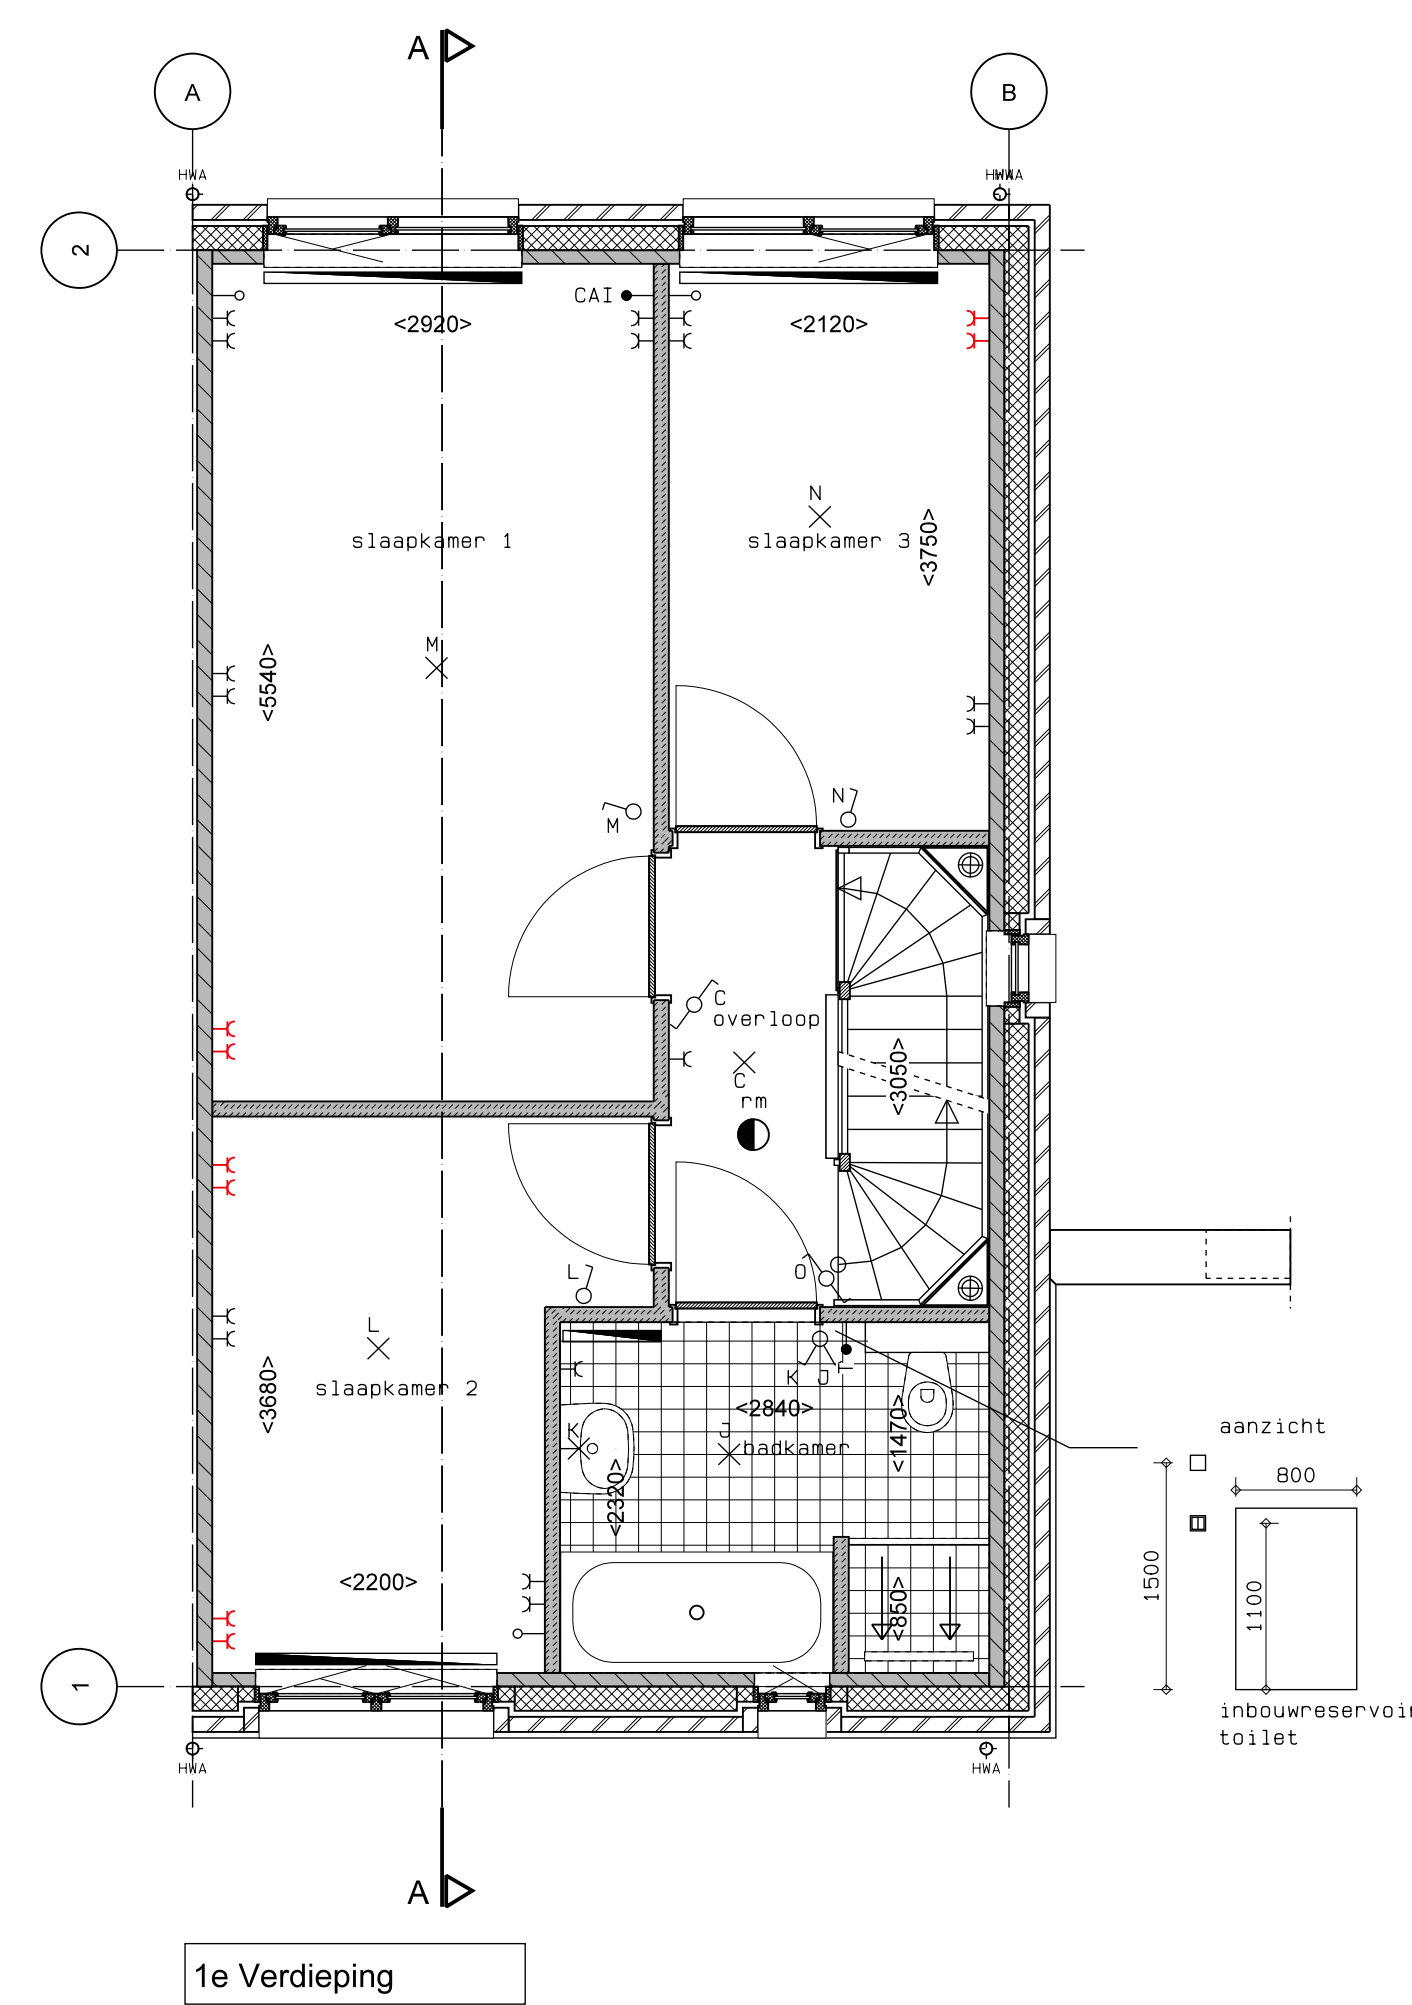 A
A
B
HWA
HWA
2
CAI
<2920>
<2120>
N
slaapkamer 1
slaapkamer 3
<3750>
M
<5540>
N
M
C
overloop
C
rm
<3050>
O
L
L
slaapkamer 2
<3680>
K
J
T
<2840>
<1470>
K
J
badkamer
<2320>
aanzicht
800
1500
1100
<2200>
<850>
1
inbouwreservoir
toilet
HWA
HWA
A
1e Verdieping